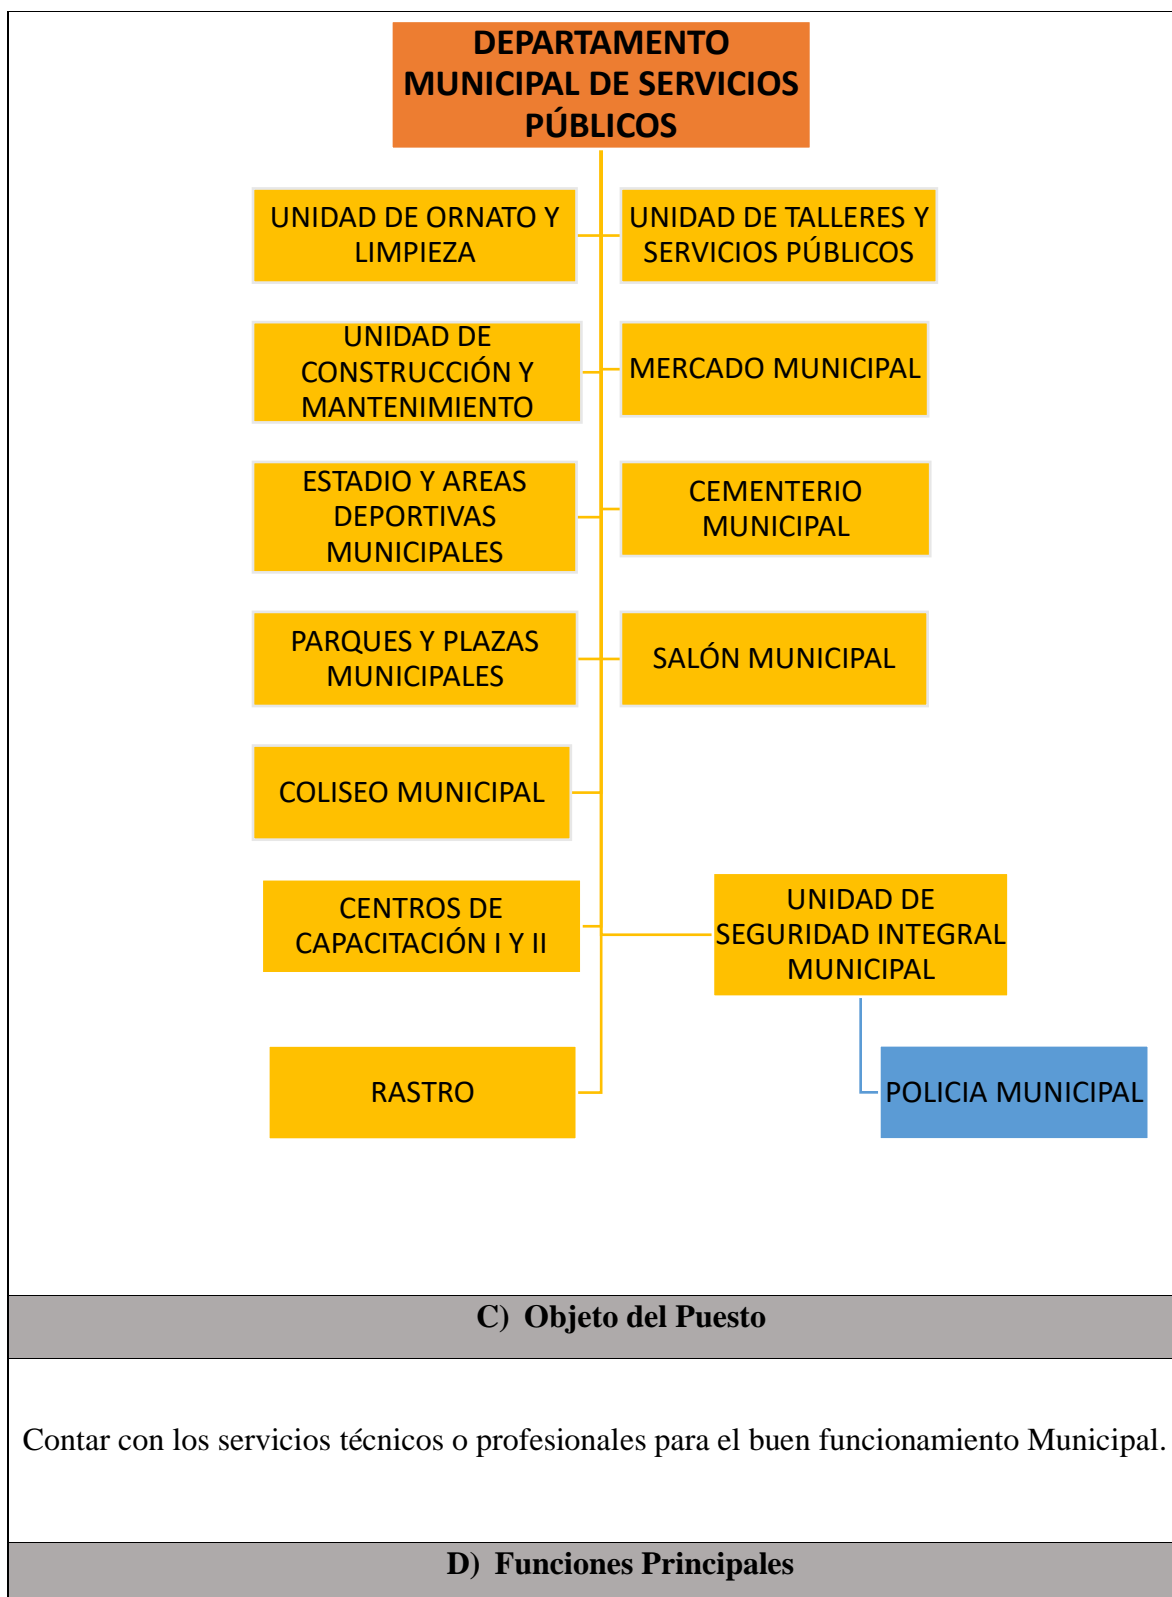 DEPARTAMENTO
MUNICIPAL DE SERVICIOS
PÚBLICOS
UNIDAD DE ORNATO Y
LIMPIEZA
UNIDAD DE TALLERES Y
SERVICIOS PÚBLICOS
UNIDAD DE
CONSTRUCCIÓN Y
MANTENIMIENTO
MERCADO MUNICIPAL
ESTADIO Y AREAS
DEPORTIVAS
MUNICIPALES
CEMENTERIO
MUNICIPAL
PARQUES Y PLAZAS
MUNICIPALES
SALÓN MUNICIPAL
COLISEO MUNICIPAL
CENTROS DE
CAPACITACIÓN I Y II
UNIDAD DE
SEGURIDAD INTEGRAL
MUNICIPAL
RASTRO
POLICIA MUNICIPAL
C) Objeto del Puesto
Contar con los servicios técnicos o profesionales para el buen funcionamiento Municipal.
D) Funciones Principales